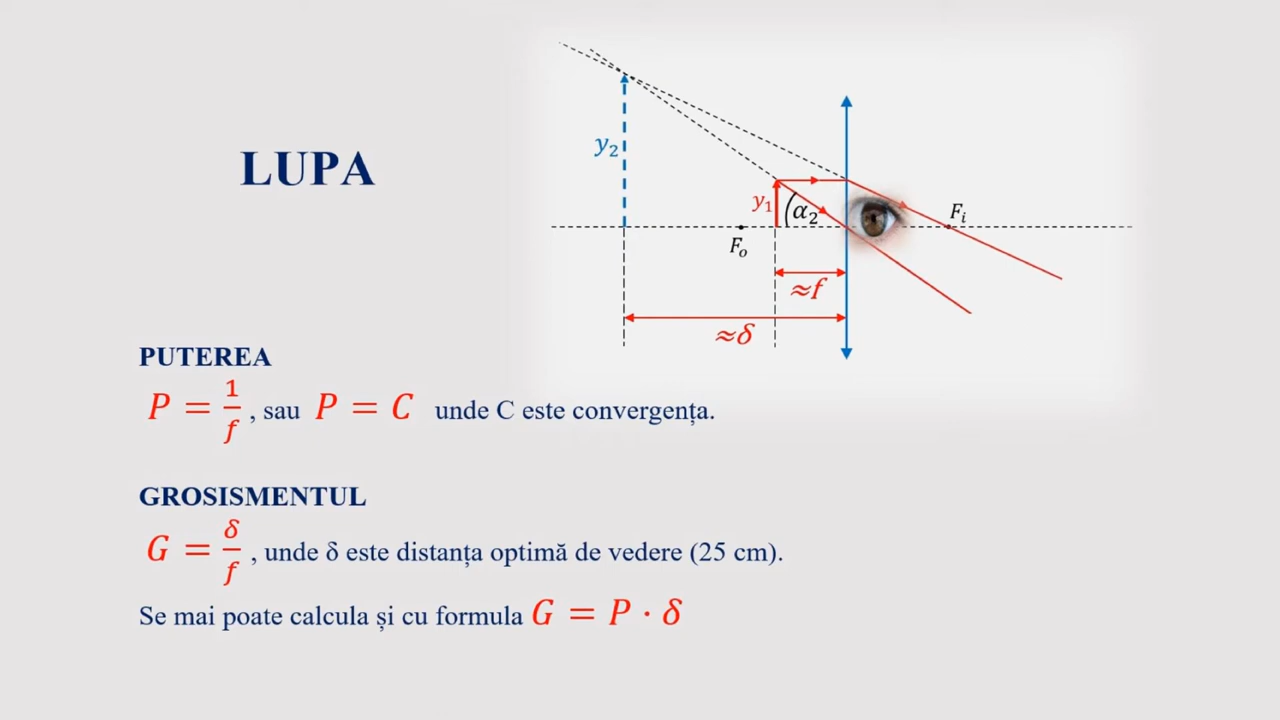 LUPA
y₂
y₁
α₂
Fᵢ
Fₒ
≈f
≈δ
PUTEREA
P = 1/f , sau P = C unde C este convergența.
GROSISMENTUL
G = δ/f , unde δ este distanța optimă de vedere (25 cm).
Se mai poate calcula și cu formula G = P · δ